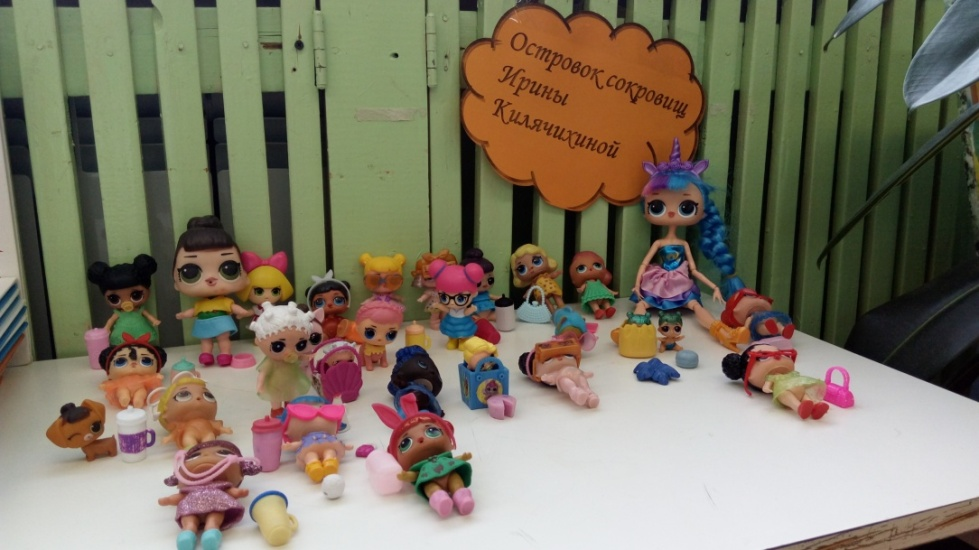 Островок сокровищ
Ирины
Килячихиной